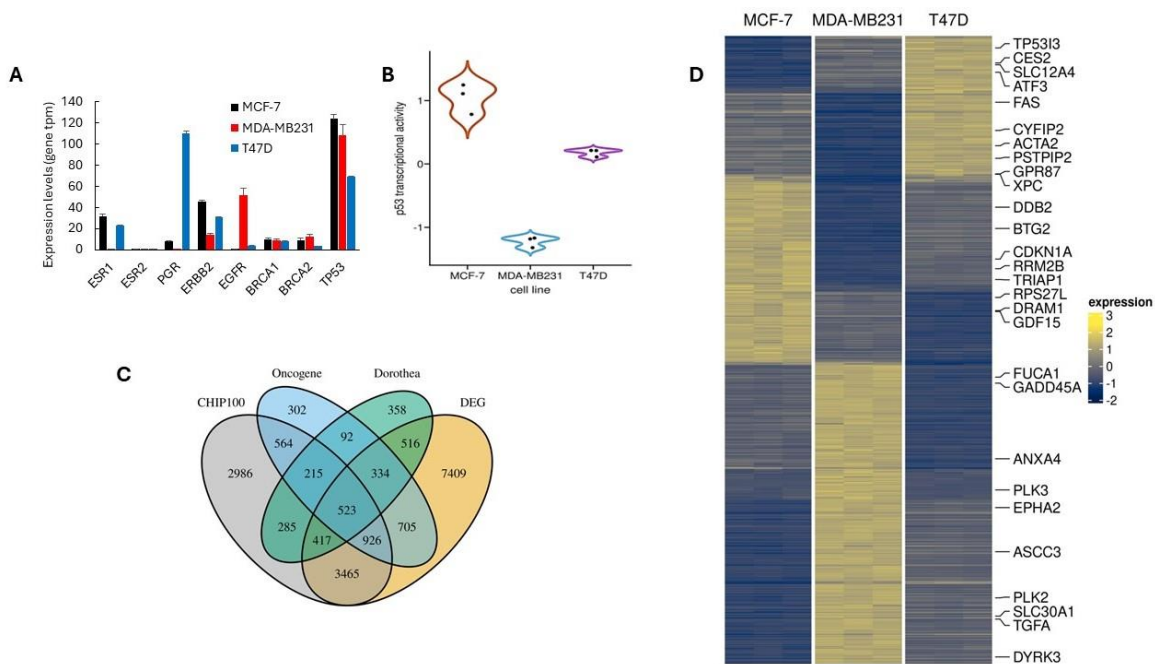 A
Expression levels (gene tpm)
140
120
100
80
60
40
20
0
MCF-7
MDA-MB231
T47D
ESR1
ESR2
PGR
ERBB2
EGFR
BRCA1
BRCA2
TP53
B
p53 transcriptional activity
1
0
-1
MCF-7
MDA-MB231
T47D
cell line
C
Oncogene
Dorothea
CHIP100
DEG
302
358
564
92
516
2986
215
334
7409
523
285
705
417
926
3465
D
MCF-7
MDA-MB231
T47D
TP53I3
CES2
SLC12A4
ATF3
FAS
CYFIP2
ACTA2
PSTPIP2
GPR87
XPC
DDB2
BTG2
CDKN1A
RRM2B
TRIAP1
RPS27L
DRAM1
GDF15
FUCA1
GADD45A
ANXA4
PLK3
EPHA2
ASCC3
PLK2
SLC30A1
TGFA
DYRK3
expression
3
2
1
0
-1
-2